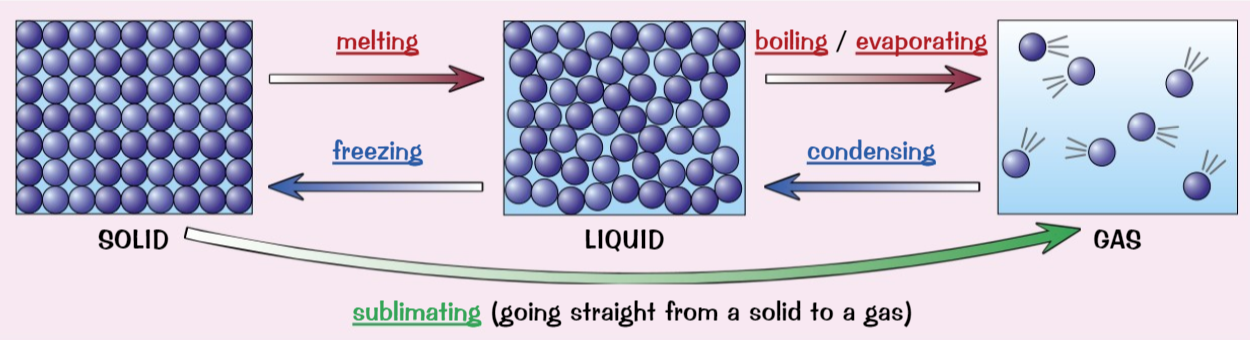 melting
boiling / evaporating
freezing
condensing
SOLID
LIQUID
GAS
sublimating (going straight from a solid to a gas)